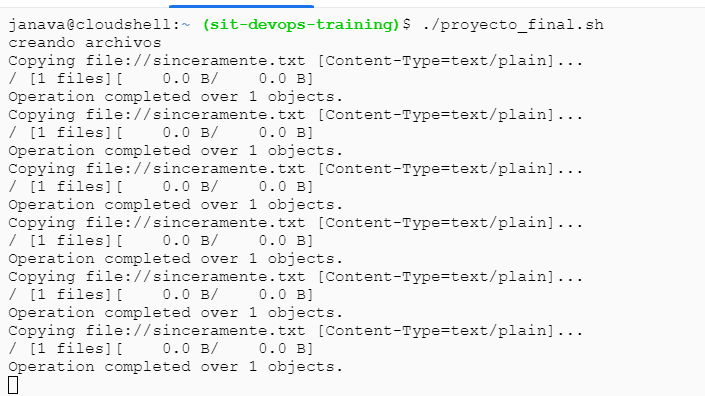 janava@cloudshell:~ (sit-devops-training)$ ./proyecto_final.sh
creando archivos
Copying file://sinceramente.txt [Content-Type=text/plain]...
/ [1 files][    0.0 B/    0.0 B]
Operation completed over 1 objects.
Copying file://sinceramente.txt [Content-Type=text/plain]...
/ [1 files][    0.0 B/    0.0 B]
Operation completed over 1 objects.
Copying file://sinceramente.txt [Content-Type=text/plain]...
/ [1 files][    0.0 B/    0.0 B]
Operation completed over 1 objects.
Copying file://sinceramente.txt [Content-Type=text/plain]...
/ [1 files][    0.0 B/    0.0 B]
Operation completed over 1 objects.
Copying file://sinceramente.txt [Content-Type=text/plain]...
/ [1 files][    0.0 B/    0.0 B]
Operation completed over 1 objects.
Copying file://sinceramente.txt [Content-Type=text/plain]...
/ [1 files][    0.0 B/    0.0 B]
Operation completed over 1 objects.